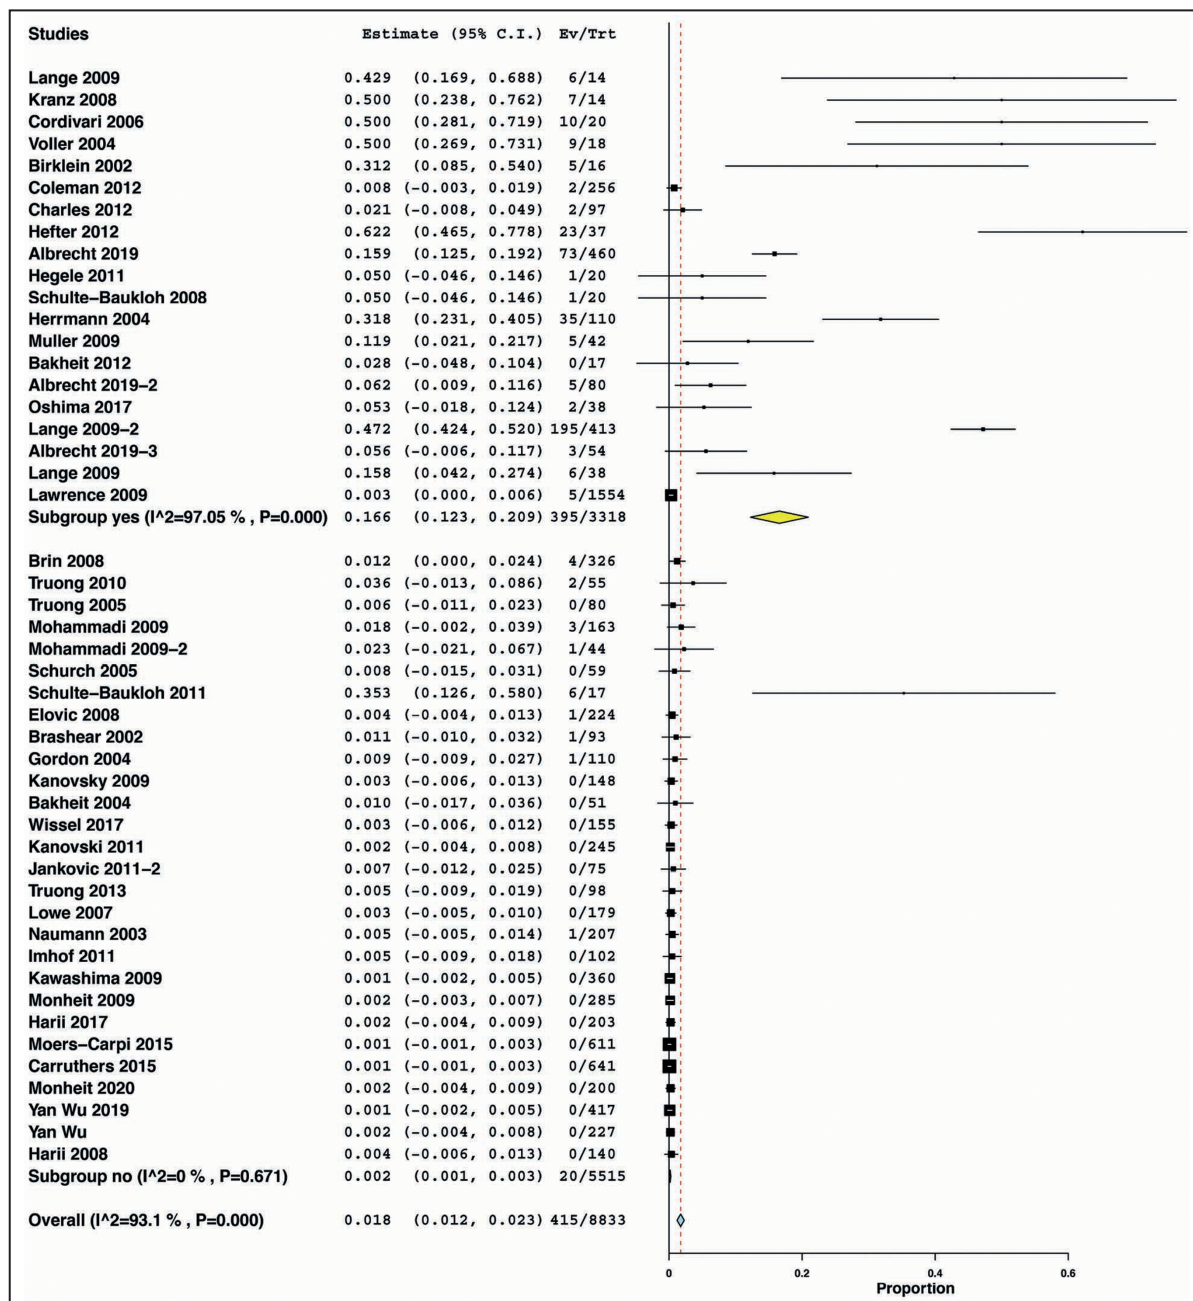 Studies Estimate (95% C.I.) Ev/Trt
Lange 2009 0.429 (0.169, 0.688) 6/14
Kranz 2008 0.500 (0.238, 0.762) 7/14
Cordivari 2006 0.500 (0.281, 0.719) 10/20
Voller 2004 0.500 (0.269, 0.731) 9/18
Birklein 2002 0.312 (0.085, 0.540) 5/16
Coleman 2012 0.008 (-0.003, 0.019) 2/256
Charles 2012 0.021 (-0.008, 0.049) 2/97
Hefter 2012 0.622 (0.465, 0.778) 23/37
Albrecht 2019 0.159 (0.125, 0.192) 73/460
Hegele 2011 0.050 (-0.046, 0.146) 1/20
Schulte-Baukloh 2008 0.050 (-0.046, 0.146) 1/20
Herrmann 2004 0.318 (0.231, 0.405) 35/110
Muller 2009 0.119 (0.021, 0.217) 5/42
Bakheit 2012 0.028 (-0.048, 0.104) 0/17
Albrecht 2019-2 0.062 (0.009, 0.116) 5/80
Oshima 2017 0.053 (-0.018, 0.124) 2/38
Lange 2009-2 0.472 (0.424, 0.520) 195/413
Albrecht 2019-3 0.056 (-0.006, 0.117) 3/54
Lange 2009 0.158 (0.042, 0.274) 6/38
Lawrence 2009 0.003 (0.000, 0.006) 5/1554
Subgroup yes (I^2=97.05 % , P=0.000) 0.166 (0.123, 0.209) 395/3318
Brin 2008 0.012 (0.000, 0.024) 4/326
Truong 2010 0.036 (-0.013, 0.086) 2/55
Truong 2005 0.006 (-0.011, 0.023) 0/80
Mohammadi 2009 0.018 (-0.002, 0.039) 3/163
Mohammadi 2009-2 0.023 (-0.021, 0.067) 1/44
Schurch 2005 0.008 (-0.015, 0.031) 0/59
Schulte-Baukloh 2011 0.353 (0.126, 0.580) 6/17
Elovic 2008 0.004 (-0.004, 0.013) 1/224
Brashear 2002 0.011 (-0.010, 0.032) 1/93
Gordon 2004 0.009 (-0.009, 0.027) 1/110
Kanovsky 2009 0.003 (-0.006, 0.013) 0/148
Bakheit 2004 0.010 (-0.017, 0.036) 0/51
Wissel 2017 0.003 (-0.006, 0.012) 0/155
Kanovski 2011 0.002 (-0.004, 0.008) 0/245
Jankovic 2011-2 0.007 (-0.012, 0.025) 0/75
Truong 2013 0.005 (-0.009, 0.019) 0/98
Lowe 2007 0.003 (-0.005, 0.010) 0/179
Naumann 2003 0.005 (-0.005, 0.014) 1/207
Imhof 2011 0.005 (-0.009, 0.018) 0/102
Kawashima 2009 0.001 (-0.002, 0.005) 0/360
Monheit 2009 0.002 (-0.003, 0.007) 0/285
Harii 2017 0.002 (-0.004, 0.009) 0/203
Moers-Carpi 2015 0.001 (-0.001, 0.003) 0/611
Carruthers 2015 0.001 (-0.001, 0.003) 0/641
Monheit 2020 0.002 (-0.004, 0.009) 0/200
Yan Wu 2019 0.001 (-0.002, 0.005) 0/417
Yan Wu 0.002 (-0.004, 0.008) 0/227
Harii 2008 0.004 (-0.006, 0.013) 0/140
Subgroup no (I^2=0 % , P=0.671) 0.002 (0.001, 0.003) 20/5515
Overall (I^2=93.1 % , P=0.000) 0.018 (0.012, 0.023) 415/8833
0 0.2 0.4 0.6
Proportion